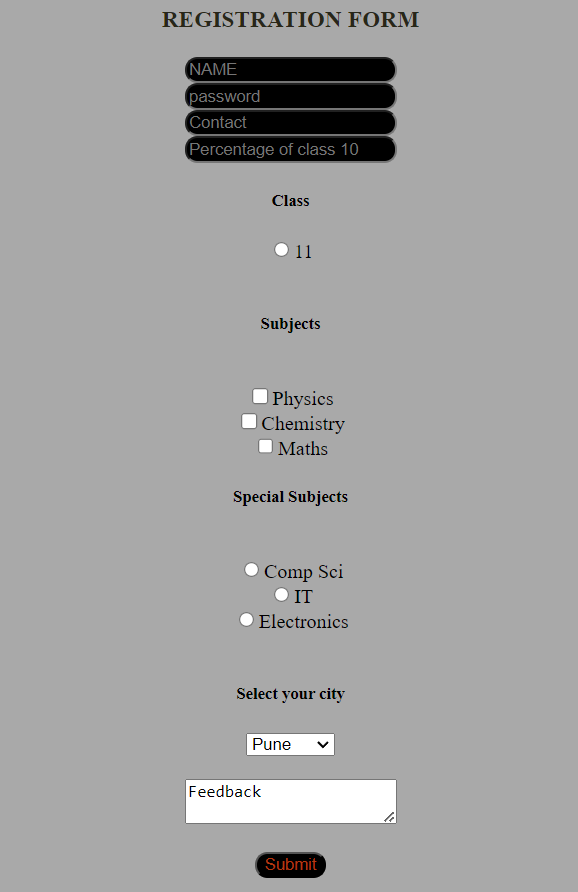 REGISTRATION FORM
NAME
password
Contact
Percentage of class 10
Class
11
Subjects
Physics
Chemistry
Maths
Special Subjects
Comp Sci
IT
Electronics
Select your city
Pune
Feedback
Submit